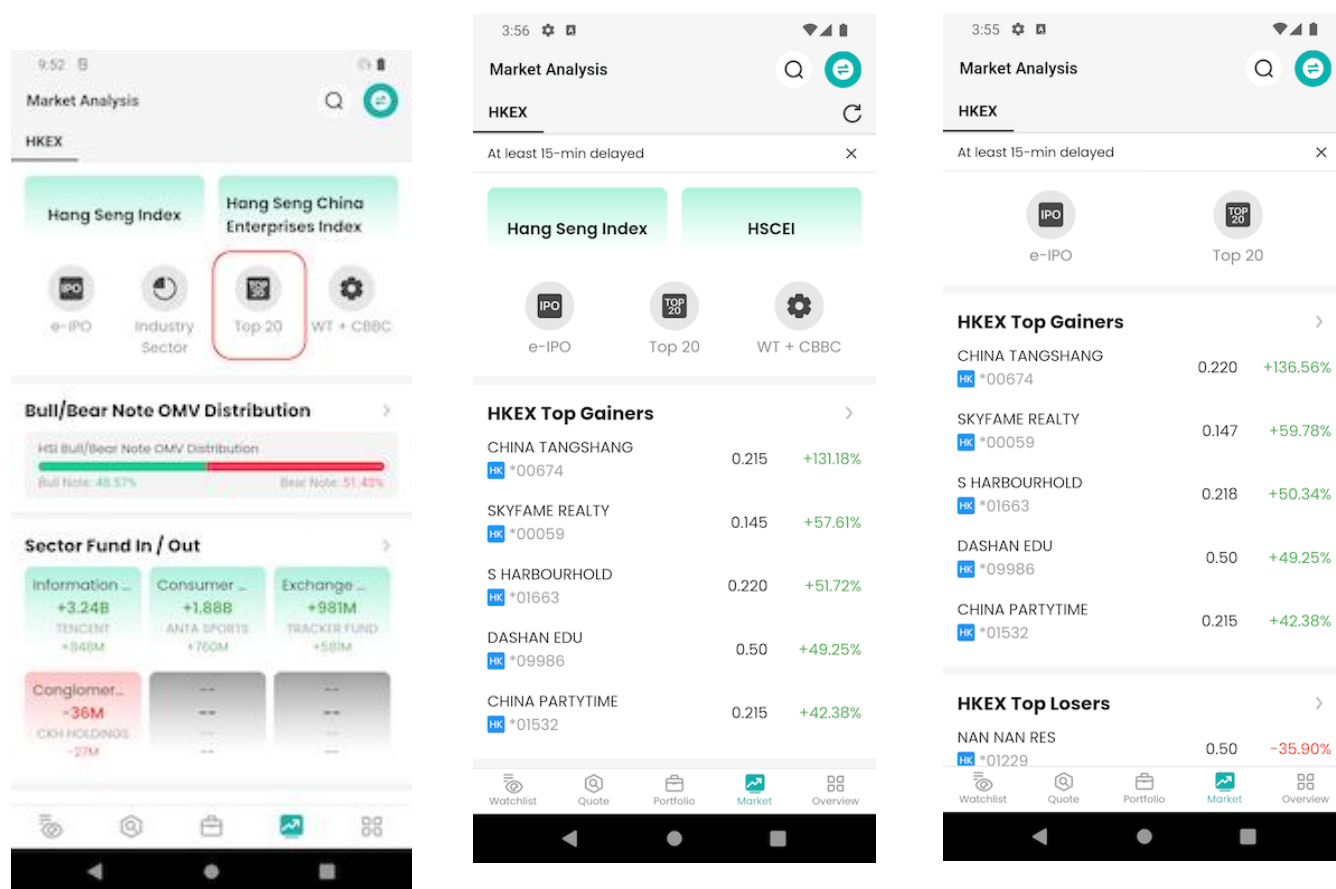 9:52
Market Analysis
HKEX
Hang Seng Index
Hang Seng China
Enterprises Index
IPO
TOP
20
e-IPO
Industry
Sector
Top 20
WT + CBBC
Bull/Bear Note OMV Distribution
HSI Bull/Bear Note OMV Distribution
Bull Note: 48.57%
Bear Note: 51.43%
Sector Fund In / Out
Information ...
Consumer ...
Exchange ...
+3.24B
+1.88B
+981M
TENCENT
ANTA SPORTS
TRACKER FUND
+848M
+760M
+581M
Conglomer...
--
--
-36M
--
--
CKH HOLDINGS
--
--
-27M
--
--
3:56
Market Analysis
HKEX
At least 15-min delayed
Hang Seng Index
HSCEI
IPO
TOP
20
e-IPO
Top 20
WT + CBBC
HKEX Top Gainers
CHINA TANGSHANG
HK *00674
0.215
+131.18%
SKYFAME REALTY
HK *00059
0.145
+57.61%
S HARBOURHOLD
HK *01663
0.220
+51.72%
DASHAN EDU
HK *09986
0.50
+49.25%
CHINA PARTYTIME
HK *01532
0.215
+42.38%
Watchlist
Quote
Portfolio
Market
Overview
3:55
Market Analysis
HKEX
At least 15-min delayed
IPO
TOP
20
e-IPO
Top 20
HKEX Top Gainers
CHINA TANGSHANG
HK *00674
0.220
+136.56%
SKYFAME REALTY
HK *00059
0.147
+59.78%
S HARBOURHOLD
HK *01663
0.218
+50.34%
DASHAN EDU
HK *09986
0.50
+49.25%
CHINA PARTYTIME
HK *01532
0.215
+42.38%
HKEX Top Losers
NAN NAN RES
HK *01229
0.50
-35.90%
Watchlist
Quote
Portfolio
Market
Overview